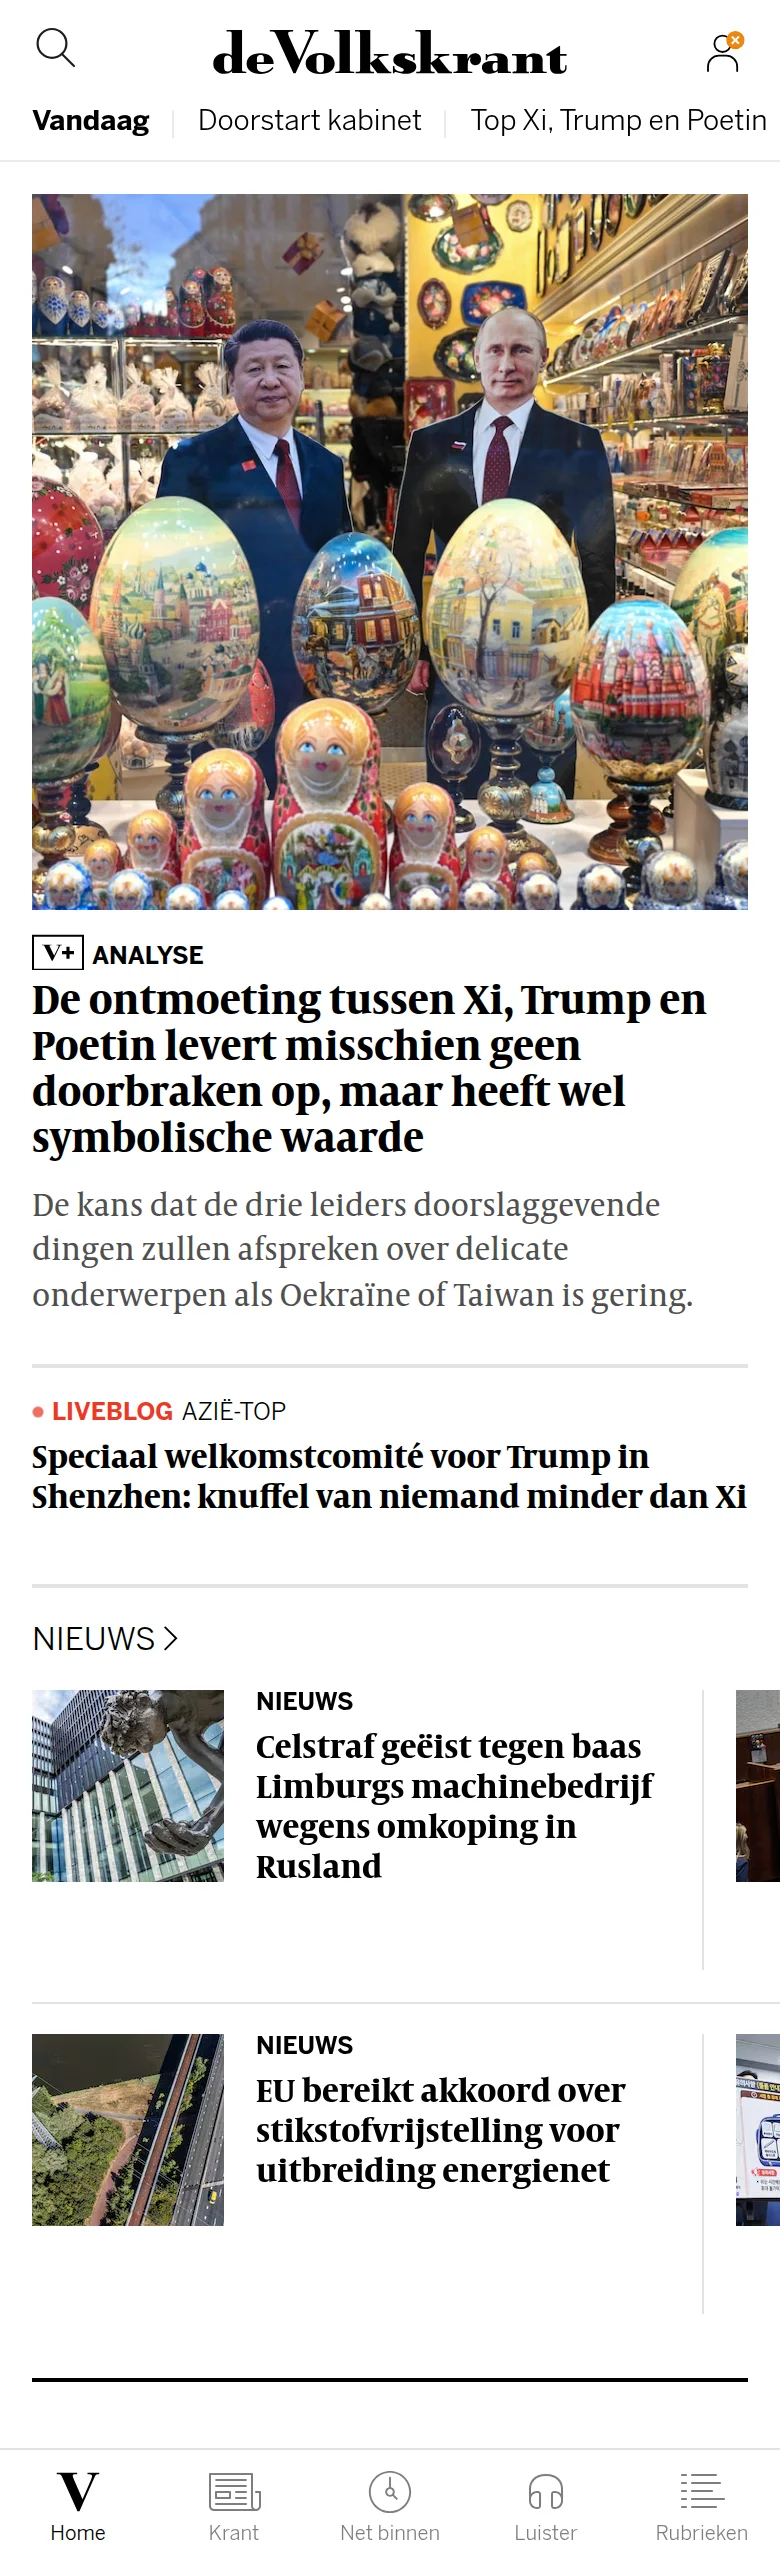 deVolkskrant
Vandaag
Doorstart kabinet
Top Xi, Trump en Poetin
V+ ANALYSE
De ontmoeting tussen Xi, Trump en
Poetin levert misschien geen
doorbraken op, maar heeft wel
symbolische waarde
De kans dat de drie leiders doorslaggevende
dingen zullen afspreken over delicate
onderwerpen als Oekraïne of Taiwan is gering.
LIVEBLOG AZIË-TOP
Speciaal welkomstcomité voor Trump in
Shenzhen: knuffel van niemand minder dan Xi
NIEUWS
NIEUWS
Celstraf geëist tegen baas
Limburgs machinebedrijf
wegens omkoping in
Rusland
NIEUWS
EU bereikt akkoord over
stikstofvrijstelling voor
uitbreiding energienet
V
Home
Krant
Net binnen
Luister
Rubrieken